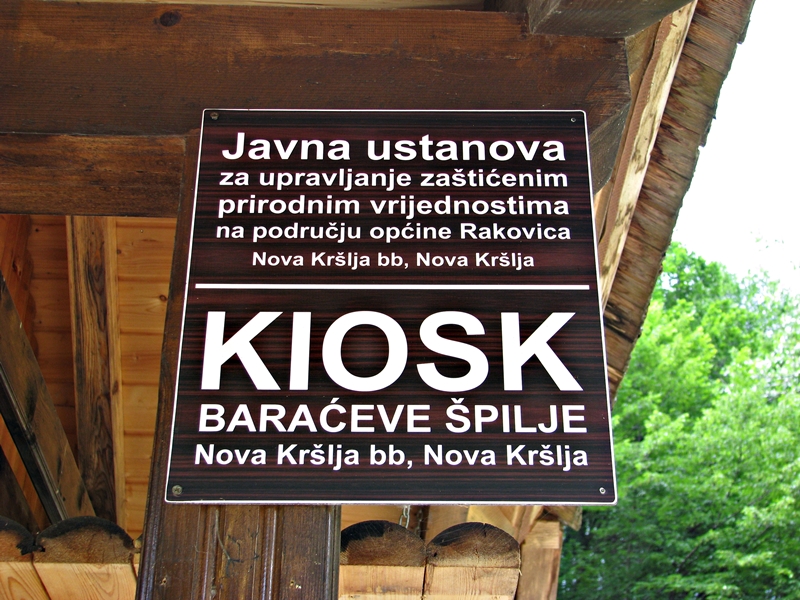 Javna ustanova
za upravljanje zaštićenim
prirodnim vrijednostima
na području općine Rakovica
Nova Kršlja bb, Nova Kršlja
KIOSK
BARAĆEVE ŠPILJE
Nova Kršlja bb, Nova Kršlja